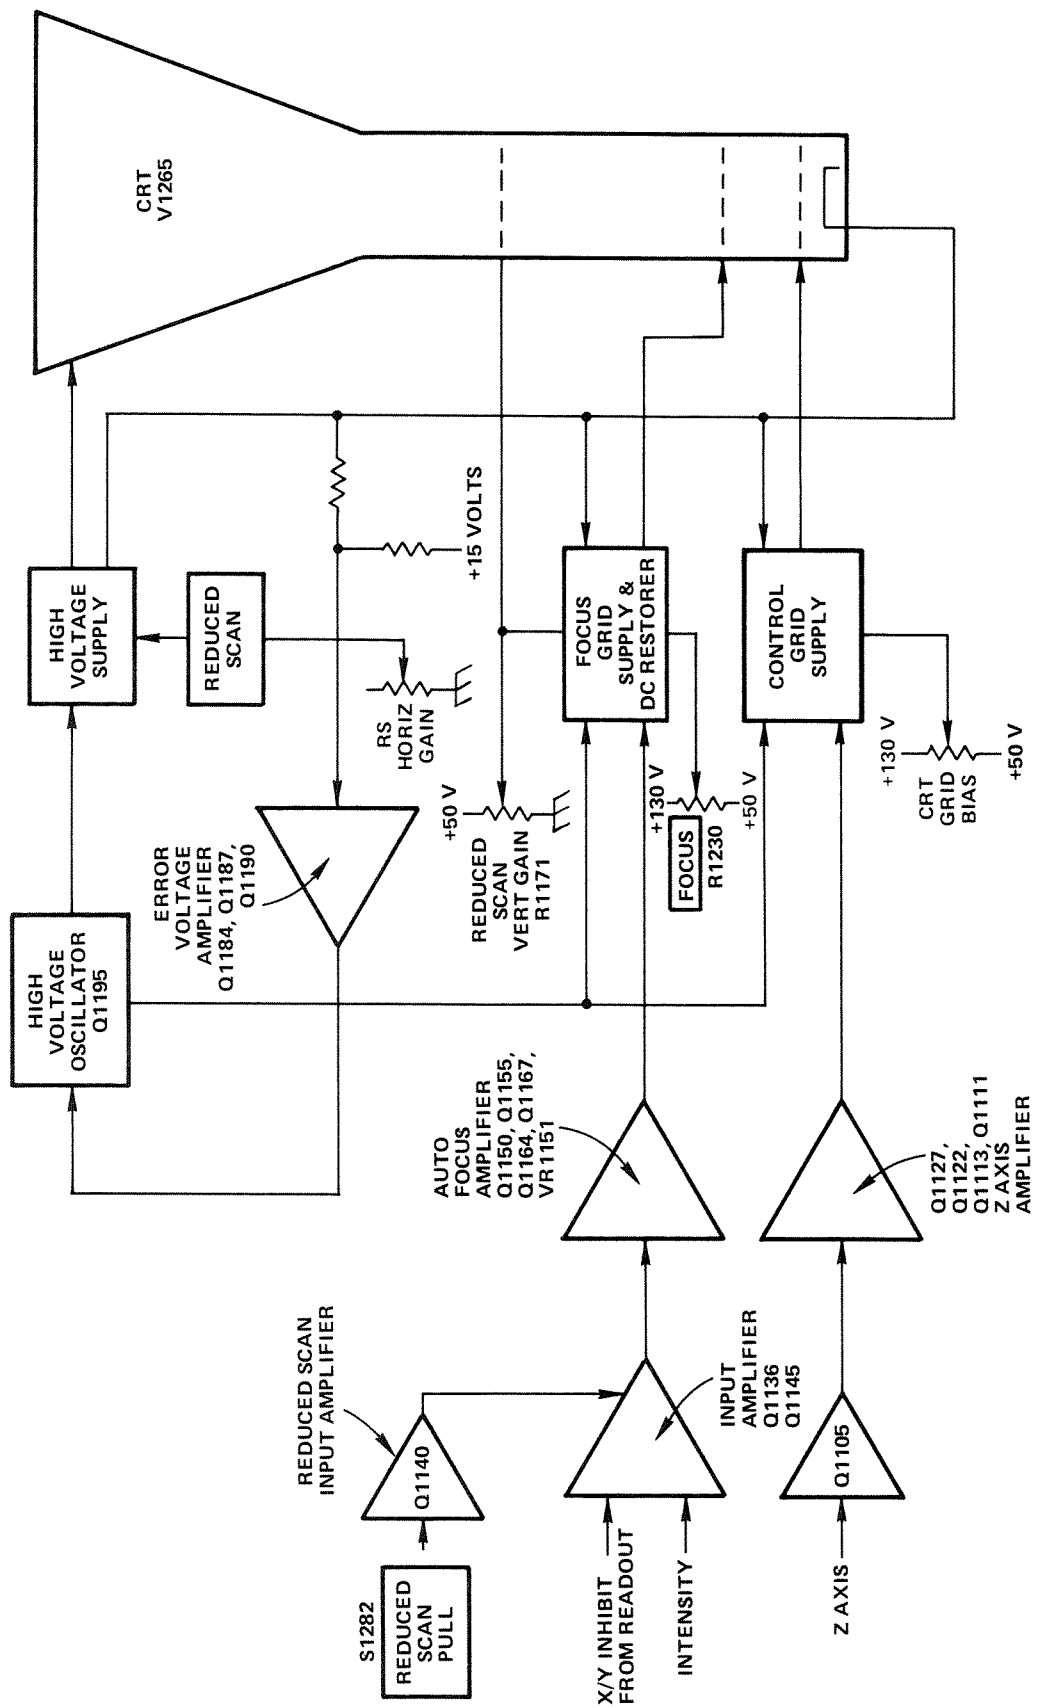 CRT
V1265
HIGH
VOLTAGE
SUPPLY
REDUCED
SCAN
RS
HORIZ
GAIN
+15 VOLTS
HIGH
VOLTAGE
OSCILLATOR
Q1195
ERROR
VOLTAGE
AMPLIFIER
Q1184, Q1187,
Q1190
+50 V
REDUCED
SCAN
VERT GAIN
R1171
FOCUS
GRID
SUPPLY &
DC RESTORER
+130 V
FOCUS
R1230
+50 V
CONTROL
GRID
SUPPLY
+130 V
CRT
GRID
BIAS
+50 V
AUTO
FOCUS
AMPLIFIER
Q1150, Q1155,
Q1164, Q1167,
VR1151
Q1127,
Q1122,
Q1113, Q1111
Z AXIS
AMPLIFIER
REDUCED SCAN
INPUT AMPLIFIER
Q1140
S1282
REDUCED
SCAN
PULL
INPUT
AMPLIFIER
Q1136
Q1145
X/Y INHIBIT
FROM READOUT
INTENSITY
Q1105
Z AXIS